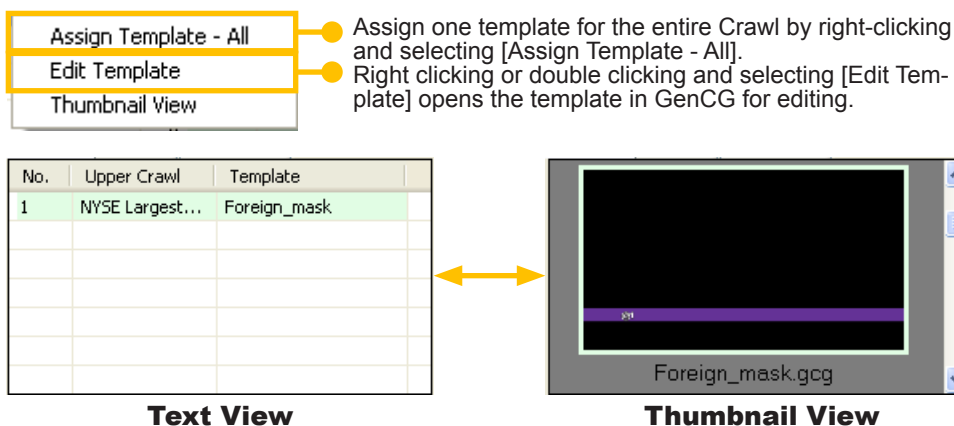 Assign Template - All
Edit Template
Thumbnail View
Assign one template for the entire Crawl by right-clicking
and selecting [Assign Template - All].
Right clicking or double clicking and selecting [Edit Tem-
plate] opens the template in GenCG for editing.
No. Upper Crawl Template
1 NYSE Largest... Foreign_mask
Foreign_mask.gcg
Text View
Thumbnail View